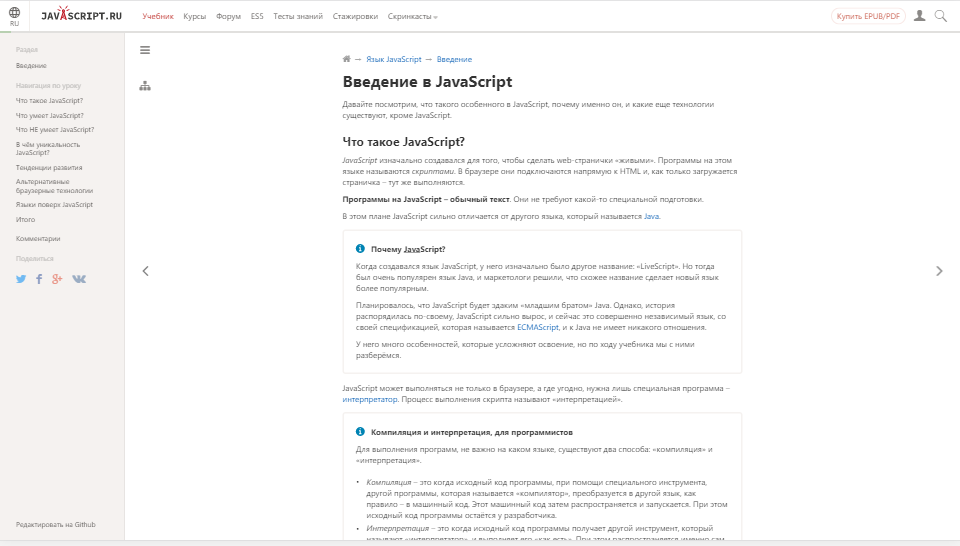 RU
JAVASCRIPT.RU
Учебник Курсы Форум ES5 Тесты знаний Стажировки Скринкасты
Купить EPUB/PDF
Раздел
Введение
Навигация по уроку
Что такое JavaScript?
Что умеет JavaScript?
Что НЕ умеет JavaScript?
В чём уникальность
JavaScript?
Тенденции развития
Альтернативные
браузерные технологии
Языки поверх JavaScript
Итого
Комментарии
Поделиться
Редактировать на Github
→ Язык JavaScript → Введение
Введение в JavaScript
Давайте посмотрим, что такого особенного в JavaScript, почему именно он, и какие еще технологии
существуют, кроме JavaScript.
Что такое JavaScript?
JavaScript изначально создавался для того, чтобы сделать web-странички «живыми». Программы на этом
языке называются скриптами. В браузере они подключаются напрямую к HTML и, как только загружается
страничка – тут же выполняются.
Программы на JavaScript – обычный текст. Они не требуют какой-то специальной подготовки.
В этом плане JavaScript сильно отличается от другого языка, который называется Java.
Почему JavaScript?
Когда создавался язык JavaScript, у него изначально было другое название: «LiveScript». Но тогда
был очень популярен язык Java, и маркетологи решили, что схожее название сделает новый язык
более популярным.
Планировалось, что JavaScript будет эдаким «младшим братом» Java. Однако, история
распорядилась по-своему, JavaScript сильно вырос, и сейчас это совершенно независимый язык, со
своей спецификацией, которая называется ECMAScript, и к Java не имеет никакого отношения.
У него много особенностей, которые усложняют освоение, но по ходу учебника мы с ними
разберёмся.
JavaScript может выполняться не только в браузере, а где угодно, нужна лишь специальная программа –
интерпретатор. Процесс выполнения скрипта называют «интерпретацией».
Компиляция и интерпретация, для программистов
Для выполнения программ, не важно на каком языке, существуют два способа: «компиляция» и
«интерпретация».
• Компиляция – это когда исходный код программы, при помощи специального инструмента,
другой программы, которая называется «компилятор», преобразуется в другой язык, как
правило – в машинный код. Этот машинный код затем распространяется и запускается. При этом
исходный код программы остаётся у разработчика.
• Интерпретация – это когда исходный код программы получает другой инструмент, который
называют «интерпретатор», и выполняет его «как есть». При этом распространяется именно сам